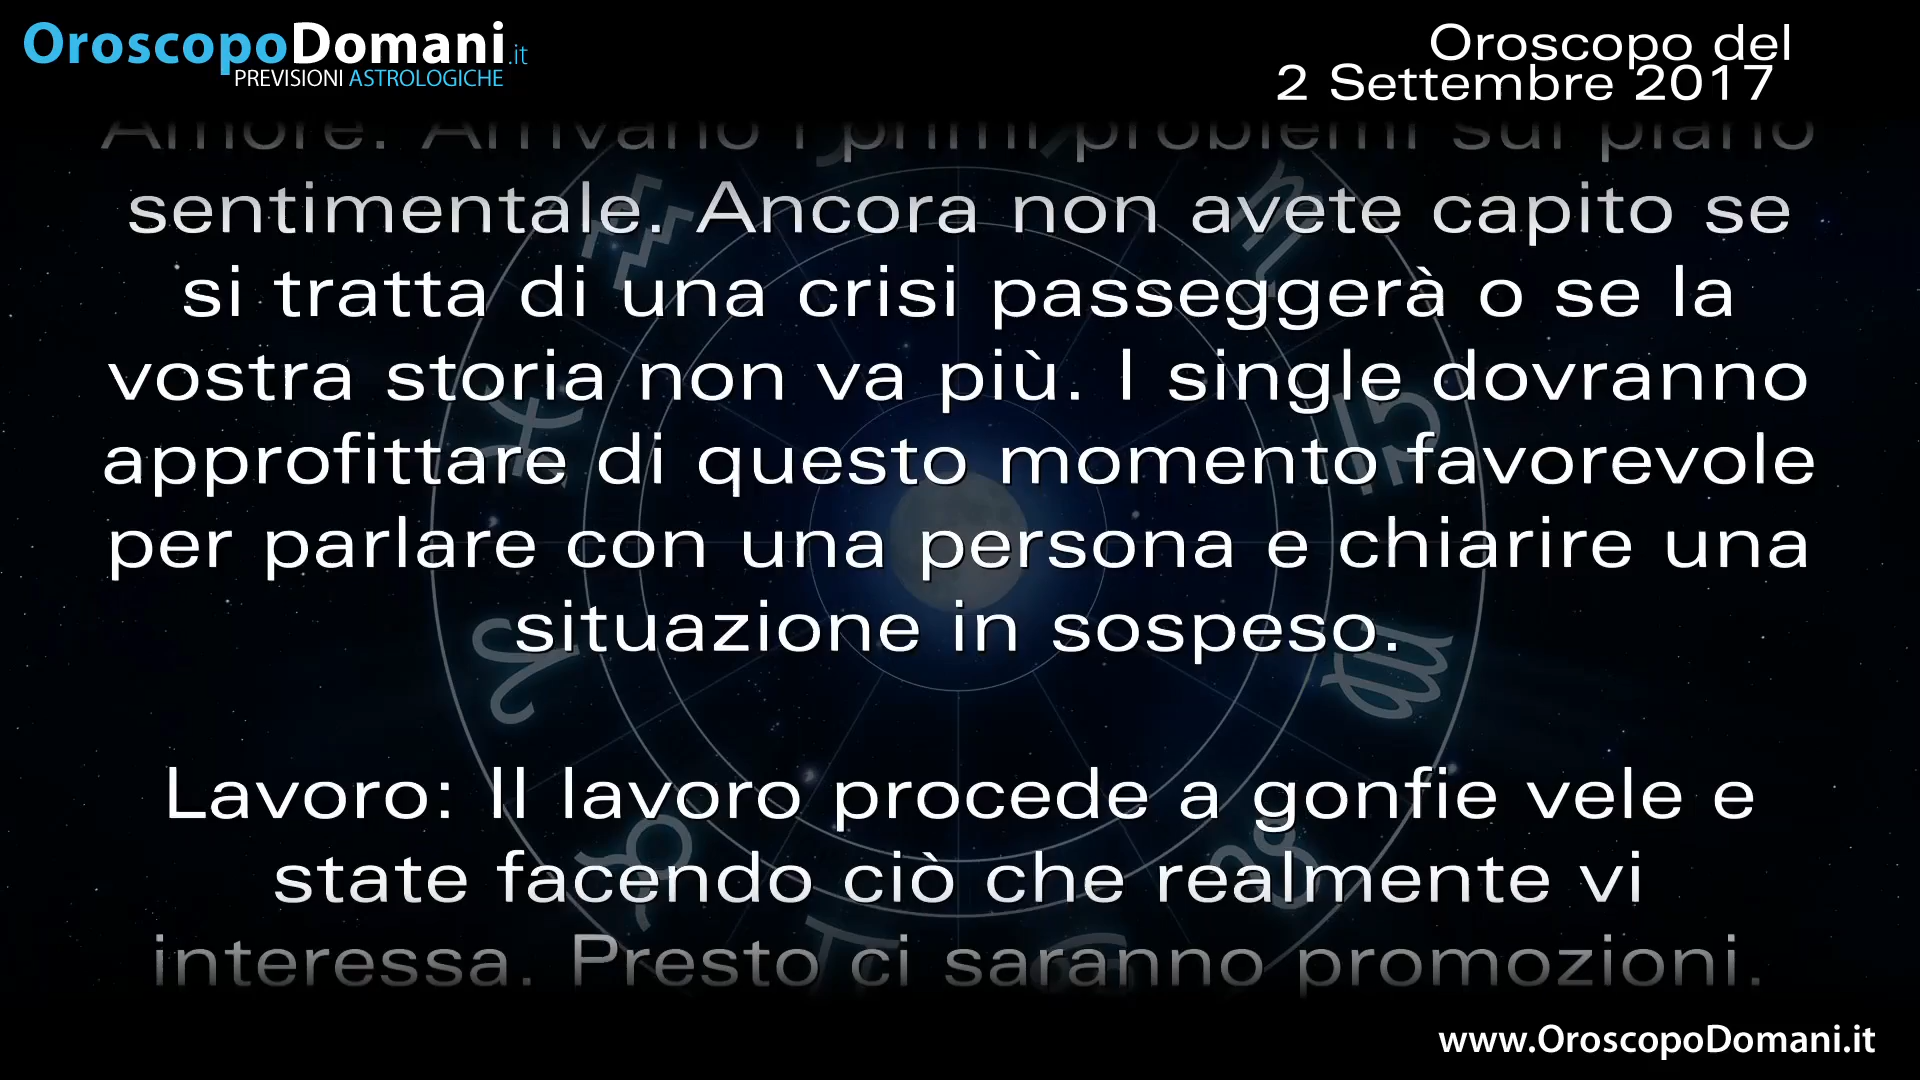 OroscopoDomani.it
PREVISIONI ASTROLOGICHE
Oroscopo del
2 Settembre 2017
Amore: Arrivano i primi problemi sul piano
sentimentale. Ancora non avete capito se
si tratta di una crisi passeggerà o se la
vostra storia non va più. I single dovranno
approfittare di questo momento favorevole
per parlare con una persona e chiarire una
situazione in sospeso.
Lavoro: Il lavoro procede a gonfie vele e
state facendo ciò che realmente vi
interessa. Presto ci saranno promozioni.
www.OroscopoDomani.it